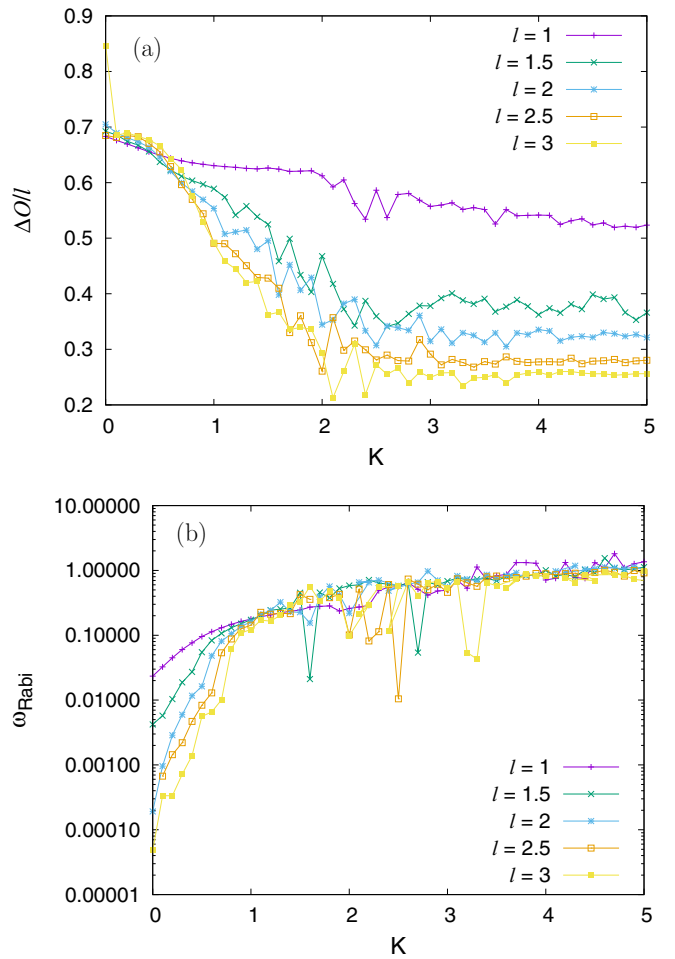 (a)
l = 1
l = 1.5
l = 2
l = 2.5
l = 3
0.9
0.8
0.7
0.6
0.5
0.4
0.3
0.2
ΔO/l
0 1 2 3 4 5
K
(b)
10.00000
1.00000
0.10000
0.01000
0.00100
0.00010
0.00001
ωRabi
l = 1
l = 1.5
l = 2
l = 2.5
l = 3
0 1 2 3 4 5
K